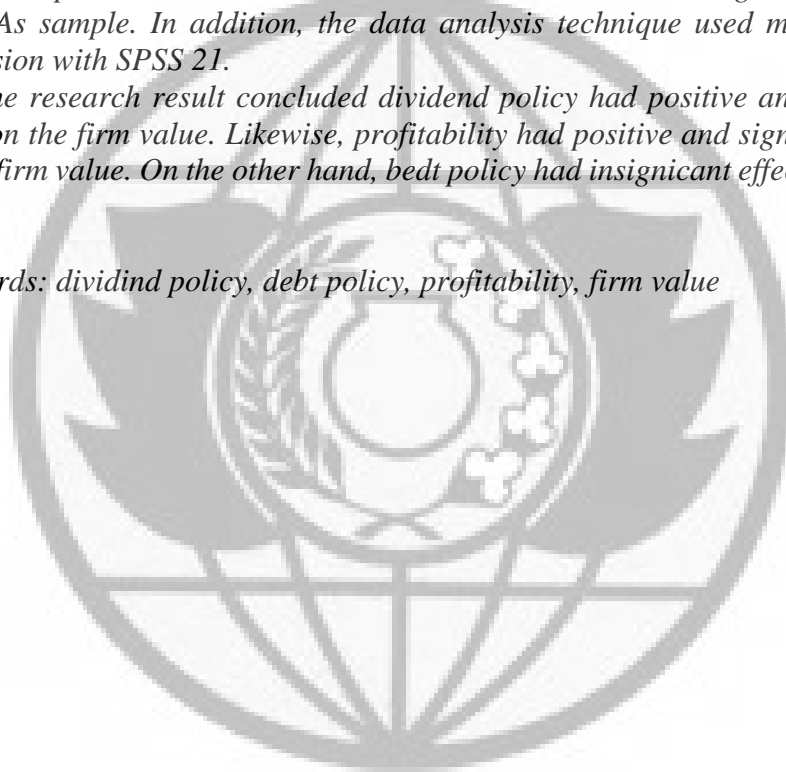 As sample. In addition, the data analysis technique used m
sion with SPSS 21.
he research result concluded dividend policy had positive an
on the firm value. Likewise, profitability had positive and sign
firm value. On the other hand, bedt policy had insignicant effe
rds: dividind policy, debt policy, profitability, firm value